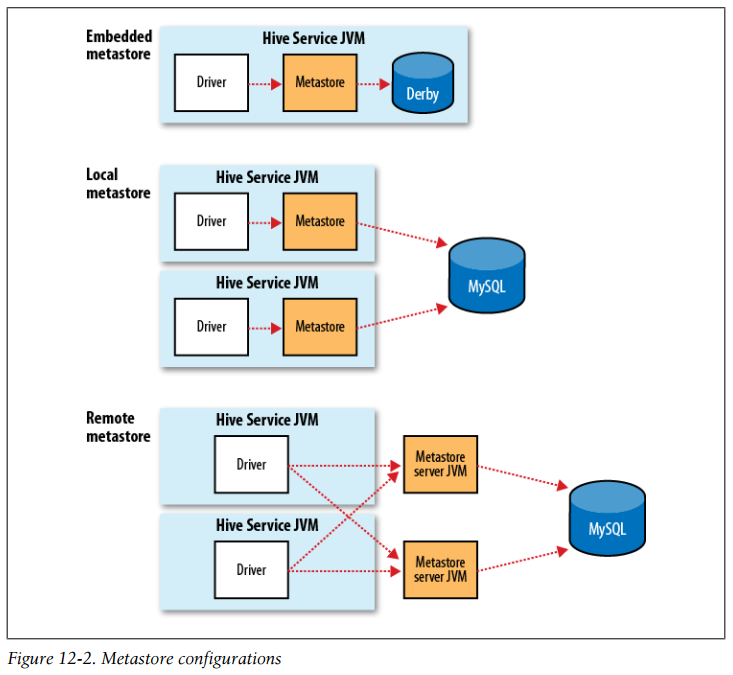 Embedded
metastore
Hive Service JVM
Driver
Metastore
Derby
Local
metastore
Hive Service JVM
Driver
Metastore
Hive Service JVM
Driver
Metastore
MySQL
Remote
metastore
Hive Service JVM
Driver
Metastore
server JVM
Hive Service JVM
Driver
Metastore
server JVM
MySQL
Figure 12-2. Metastore configurations